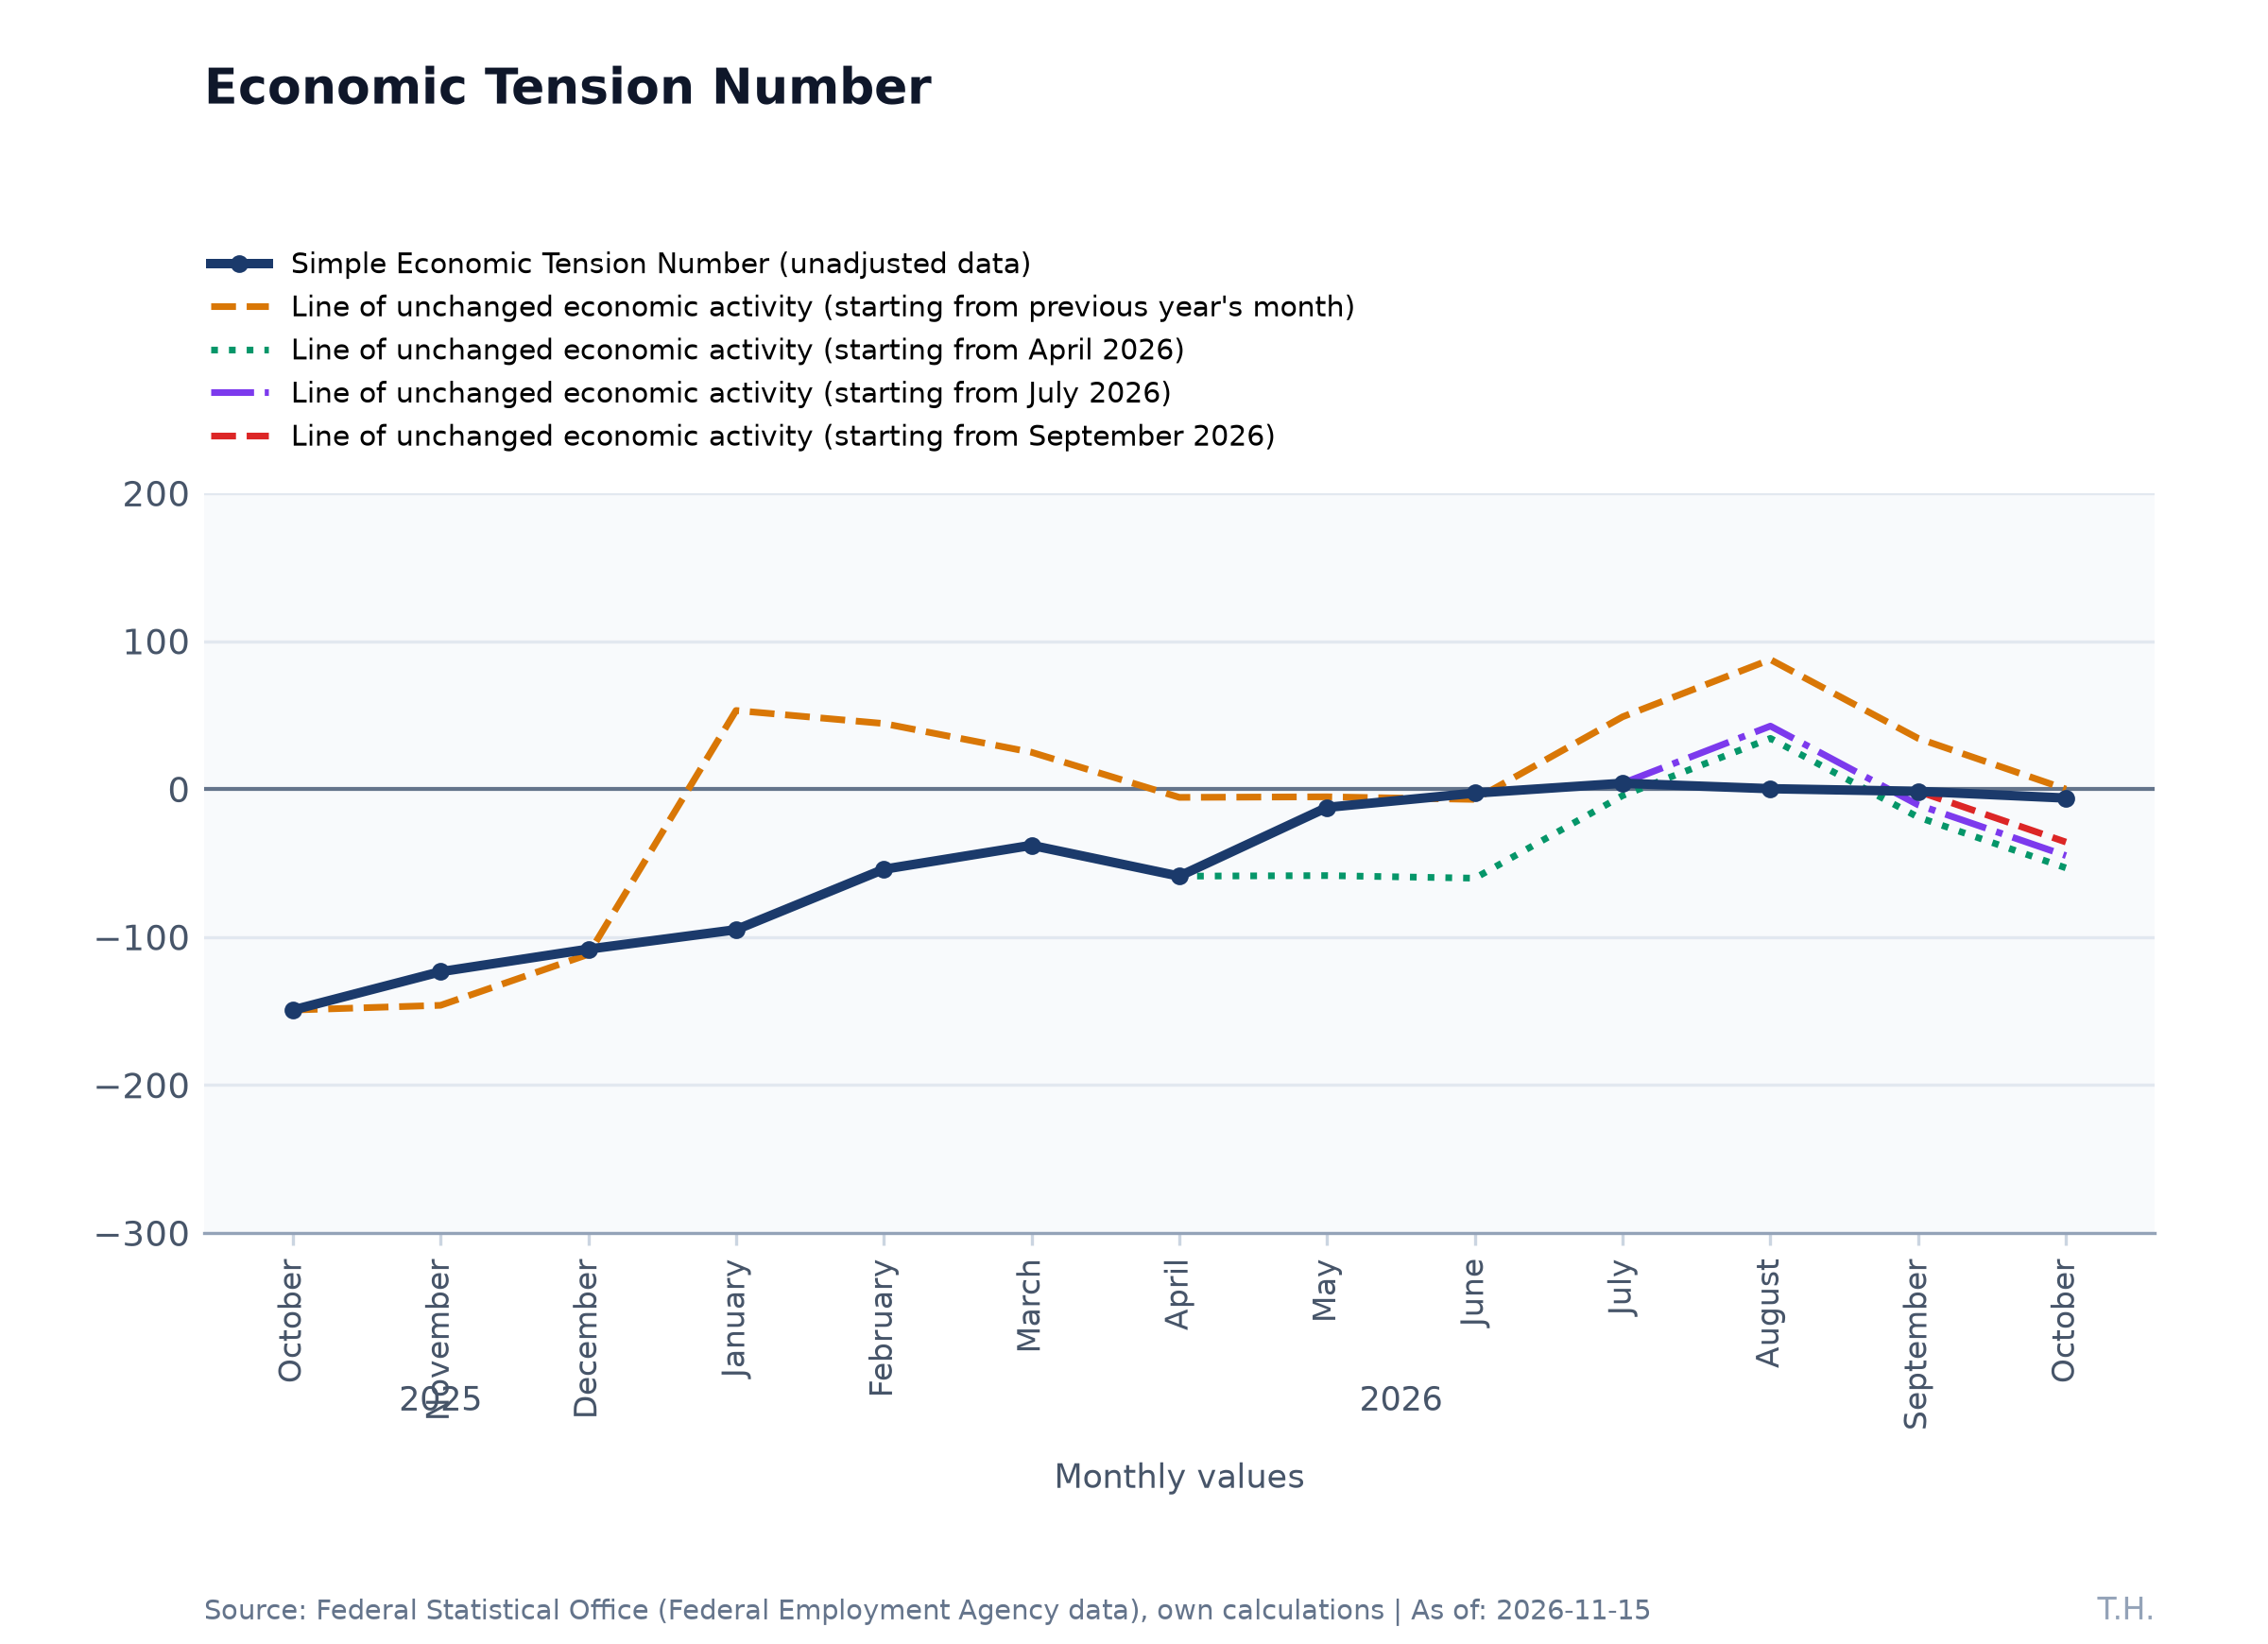 Economic Tension Number
Simple Economic Tension Number (unadjusted data)
Line of unchanged economic activity (starting from previous year's month)
Line of unchanged economic activity (starting from April 2026)
Line of unchanged economic activity (starting from July 2026)
Line of unchanged economic activity (starting from September 2026)
200
100
0
−100
−200
−300
October
November
December
January
February
March
April
May
June
July
August
September
October
2025
2026
Monthly values
Source: Federal Statistical Office (Federal Employment Agency data), own calculations | As of: 2026-11-15
T.H.